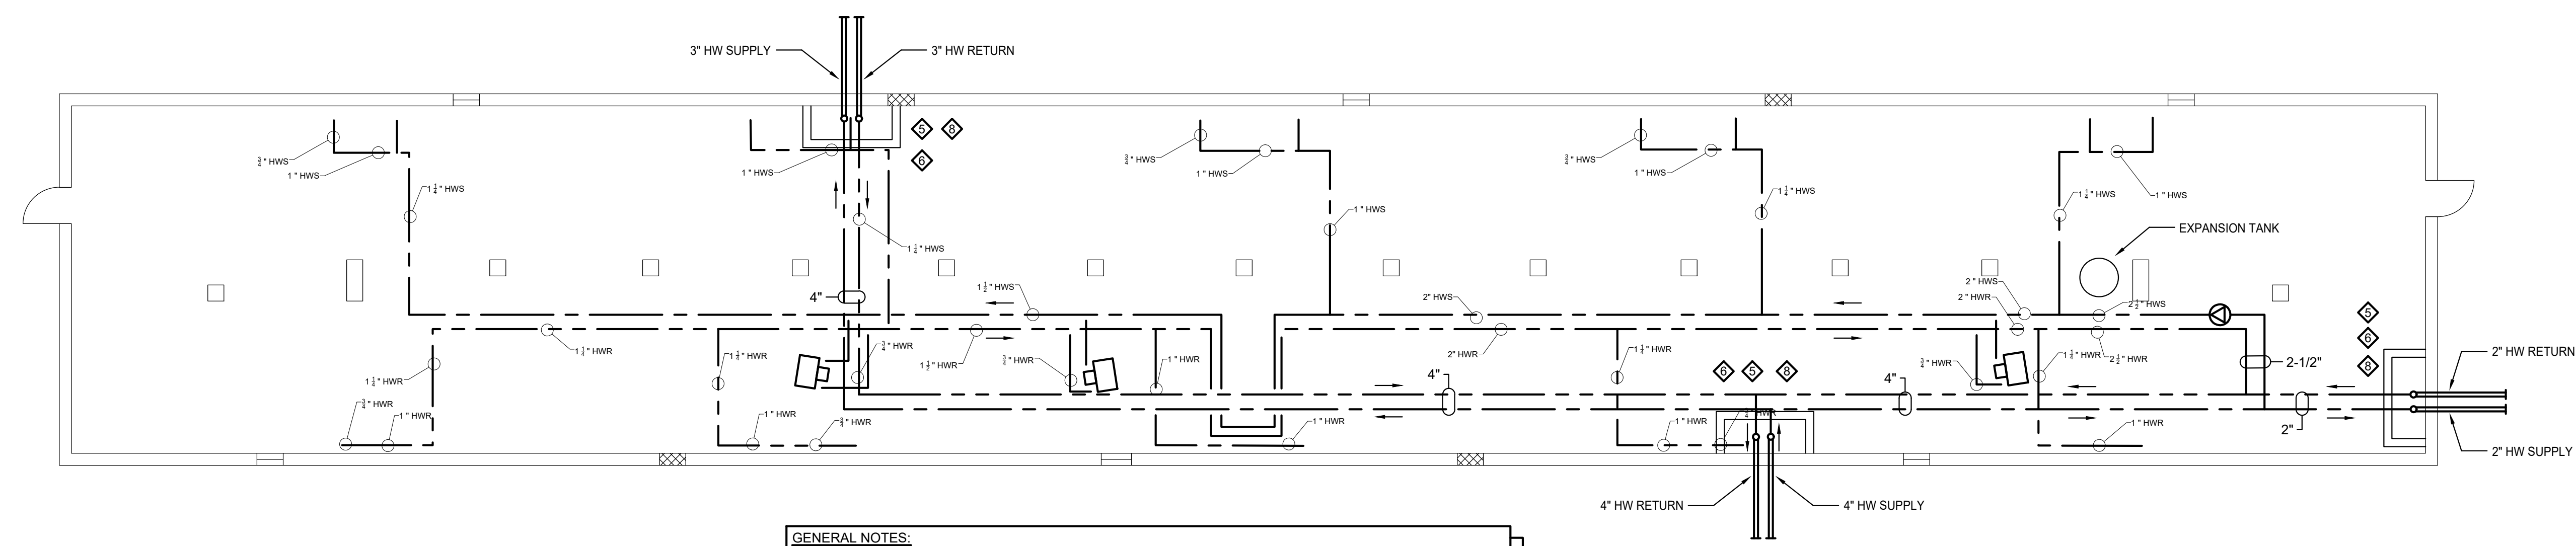 3" HW SUPPLY
3" HW RETURN
5
8
6
3/4 " HWS
1 " HWS
1 1/4 " HWS
1 " HWS
1 1/4 " HWS
3/4 " HWS
1 " HWS
1 " HWS
3/4 " HWS
1 " HWS
1 1/4 " HWS
1 1/4 " HWS
1 " HWS
EXPANSION TANK
4"
1 1/2 " HWS
2" HWS
2 " HWS
2 " HWR
2 1/2 " HWS
5
6
8
1 1/4 " HWR
1 1/4 " HWR
3/4 " HWR
1 1/2 " HWR
3/4 " HWR
1 " HWR
2" HWR
1 1/4 " HWR
6
5
8
3/4 " HWR
1 1/4 " HWR
2 1/2 " HWR
2-1/2"
2" HW RETURN
1 1/4 " HWR
4"
4"
3/4 " HWR
1 " HWR
1 " HWR
3/4 " HWR
1 " HWR
1 " HWR
3/4 " HWR
1 " HWR
2"
2" HW SUPPLY
4" HW RETURN
4" HW SUPPLY
GENERAL NOTES: